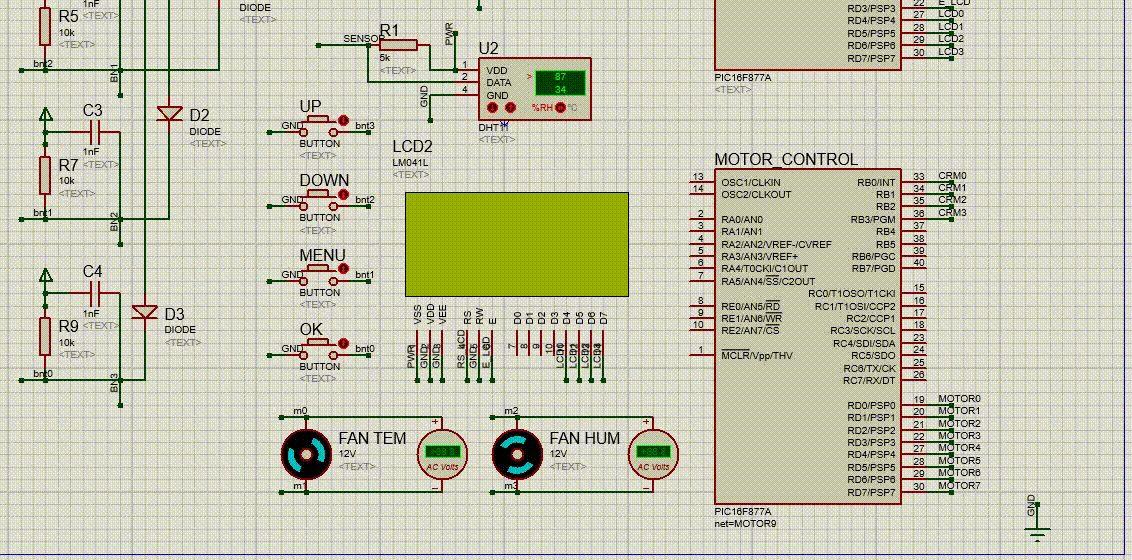 1nF
<TEXT>
R5
10k
<TEXT>
bnt2
BN1
DIODE
<TEXT>
D2
DIODE
<TEXT>
C3
1nF
<TEXT>
R7
10k
<TEXT>
bnt1
BN2
C4
1nF
<TEXT>
R9
10k
<TEXT>
bnt0
BN3
D3
DIODE
<TEXT>
SENSOR
R1
5k
<TEXT>
PWR
GND
U2
1
2
4
VDD
DATA
GND
>
87
34
%RH
°C
DHT11
<TEXT>
UP
GND
bnt3
BUTTON
<TEXT>
DOWN
GND
bnt2
BUTTON
<TEXT>
MENU
GND
bnt1
BUTTON
<TEXT>
OK
GND
bnt0
BUTTON
<TEXT>
LCD2
LM041L
<TEXT>
VSS
VDD
VEE
RS
RW
E
D0
D1
D2
D3
D4
D5
D6
D7
7
8
9
10
PWR
GND
GND
GND
m0
m1
FAN TEM
12V
<TEXT>
+
AC Volts
−
m2
m3
FAN HUM
12V
<TEXT>
+
AC Volts
−
RD3/PSP3 22 E_LCD
RD4/PSP4 27 LCD0
RD5/PSP5 28 LCD1
RD6/PSP6 29 LCD2
RD7/PSP7 30 LCD3
PIC16F877A
<TEXT>
MOTOR_CONTROL
13 OSC1/CLKIN
14 OSC2/CLKOUT
2 RA0/AN0
3 RA1/AN1
4 RA2/AN2/VREF-/CVREF
5 RA3/AN3/VREF+
6 RA4/T0CKI/C1OUT
7 RA5/AN4/SS/C2OUT
8 RE0/AN5/RD
9 RE1/AN6/WR
10 RE2/AN7/CS
1 MCLR/Vpp/THV
RB0/INT 33 CRM0
RB1 34 CRM1
RB2 35 CRM2
RB3/PGM 36 CRM3
RB4 37
RB5 38
RB6/PGC 39
RB7/PGD 40
RC0/T1OSO/T1CKI 15
RC1/T1OSI/CCP2 16
RC2/CCP1 17
RC3/SCK/SCL 18
RC4/SDI/SDA 23
RC5/SDO 24
RC6/TX/CK 25
RC7/RX/DT 26
RD0/PSP0 19 MOTOR0
RD1/PSP1 20 MOTOR1
RD2/PSP2 21 MOTOR2
RD3/PSP3 22 MOTOR3
RD4/PSP4 27 MOTOR4
RD5/PSP5 28 MOTOR5
RD6/PSP6 29 MOTOR6
RD7/PSP7 30 MOTOR7
PIC16F877A
net=MOTOR9
GND